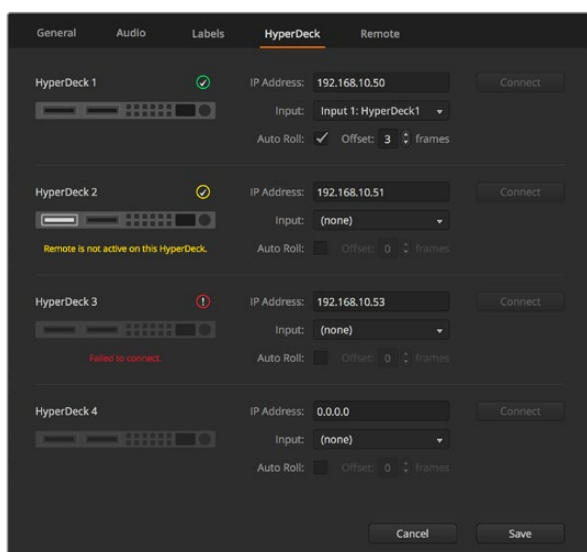 General Audio Labels HyperDeck Remote
HyperDeck 1
IP Address: 192.168.10.50 Connect
Input: Input 1: HyperDeck1
Auto Roll: Offset: 3 frames
HyperDeck 2
IP Address: 192.168.10.51 Connect
Input: (none)
Remote is not active on this HyperDeck.
Auto Roll: Offset: 0 frames
HyperDeck 3
IP Address: 192.168.10.53 Connect
Input: (none)
Failed to connect.
Auto Roll: Offset: 0 frames
HyperDeck 4
IP Address: 0.0.0.0 Connect
Input: (none)
Auto Roll: Offset: 0 frames
Cancel Save